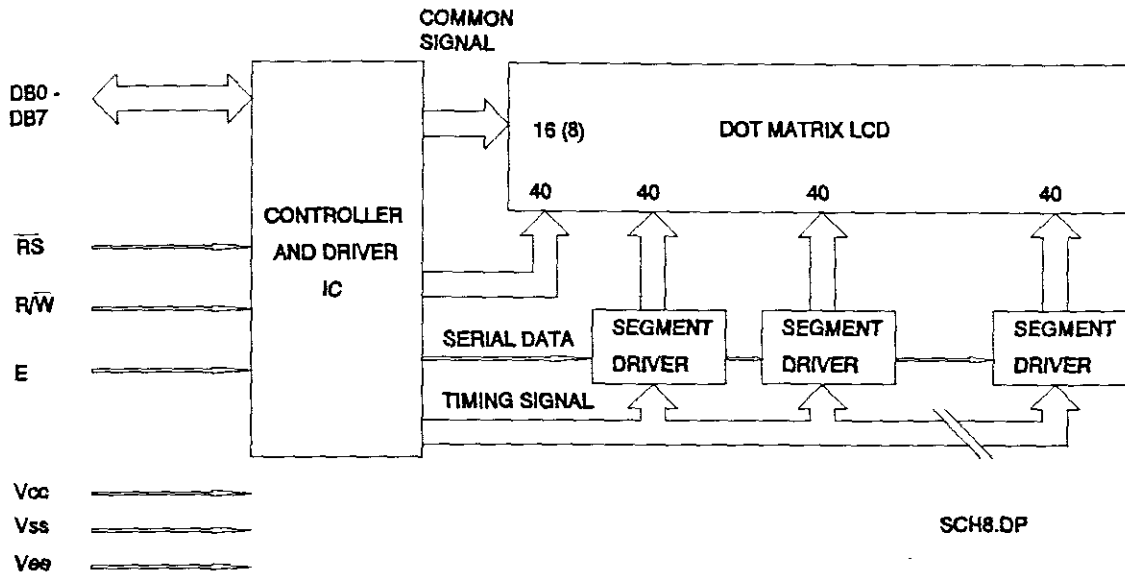 COMMON
SIGNAL
DB0 -
DB7
16 (8)
DOT MATRIX LCD
40
40
40
40
CONTROLLER
AND DRIVER
IC
R̅S̅
R/W̅
E
SERIAL DATA
SEGMENT
DRIVER
SEGMENT
DRIVER
SEGMENT
DRIVER
TIMING SIGNAL
Vcc
Vss
Vee
SCH8.DP